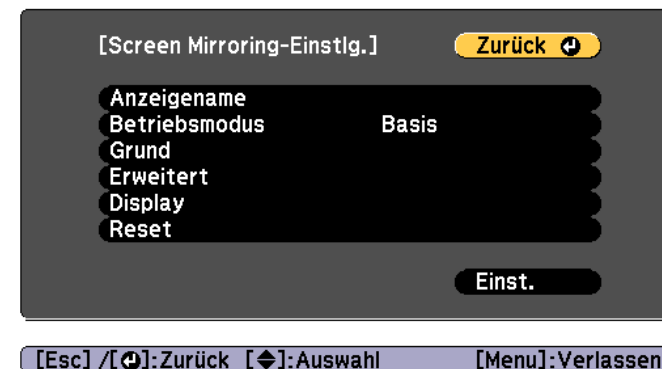 [Screen Mirroring-Einstlg.] Zurück
Anzeigename
Betriebsmodus Basis
Grund
Erweitert
Display
Reset
Einst.
[Esc] /[⏎]:Zurück [◆]:Auswahl [Menu]:Verlassen